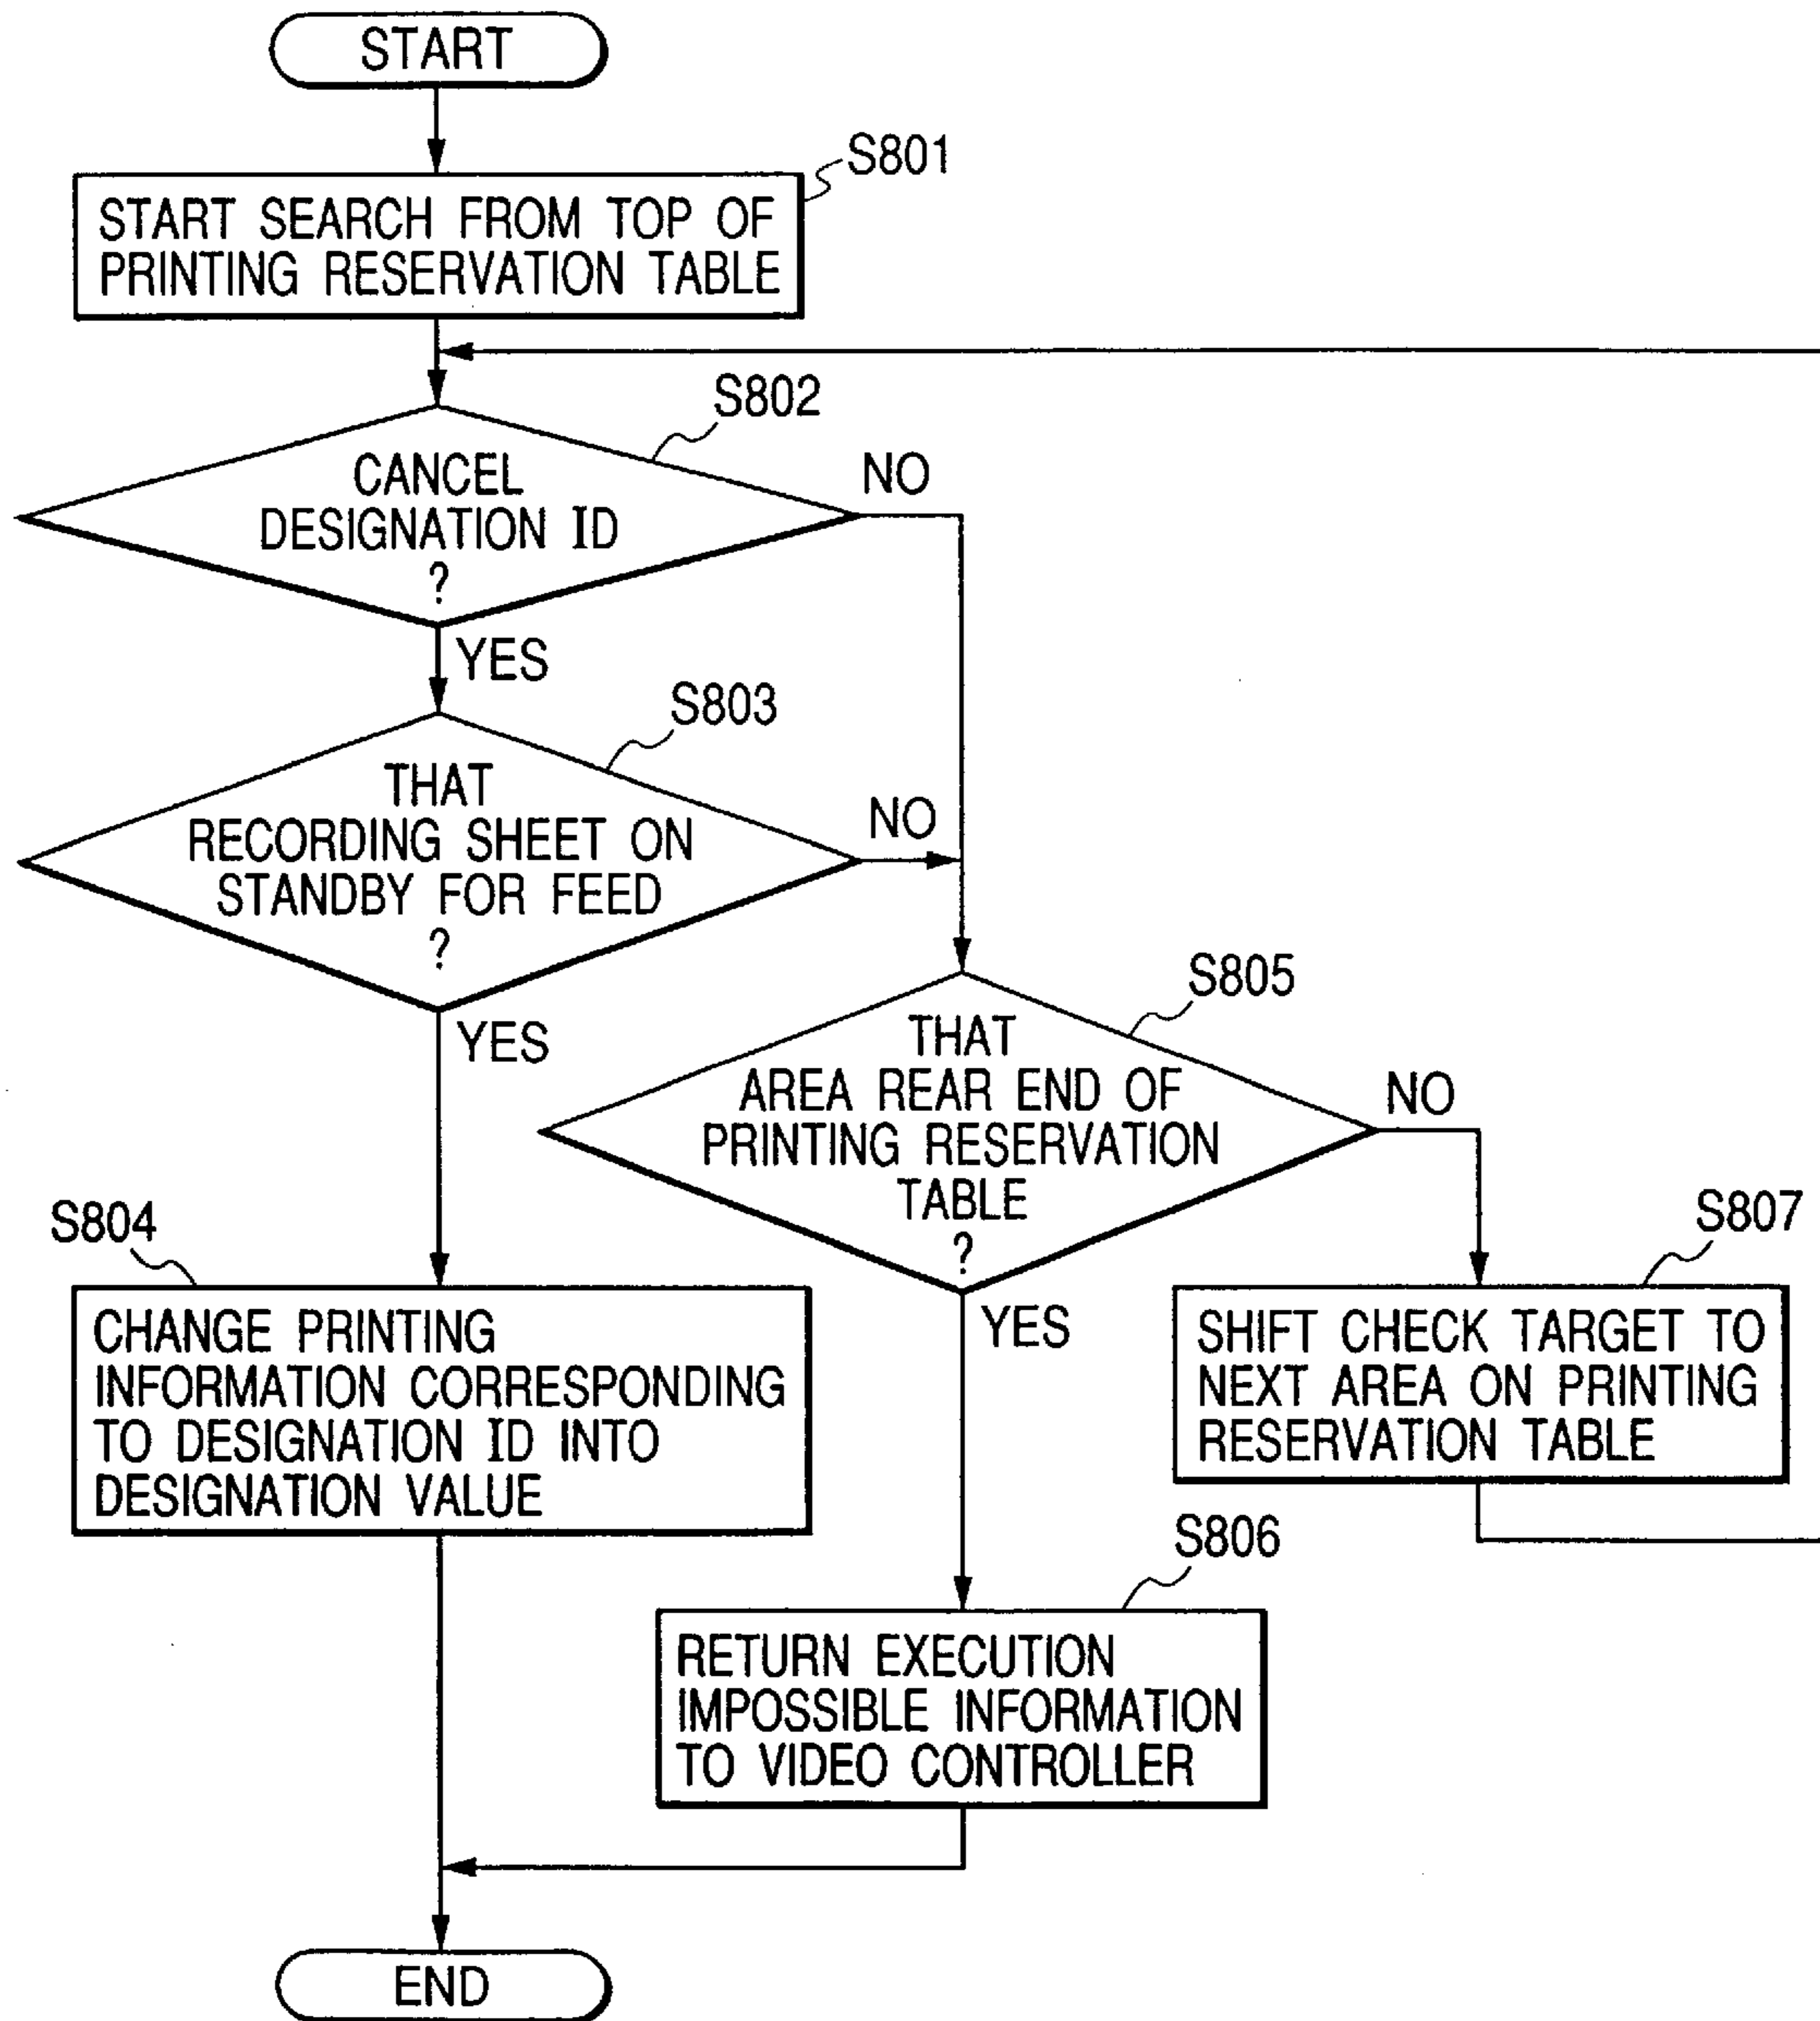 START
S801
START SEARCH FROM TOP OF
PRINTING RESERVATION TABLE
S802
CANCEL
DESIGNATION ID
?
NO
YES
S803
THAT
RECORDING SHEET ON
STANDBY FOR FEED
?
NO
YES
S805
THAT
AREA REAR END OF
PRINTING RESERVATION
TABLE
?
NO
YES
S804
CHANGE PRINTING
INFORMATION CORRESPONDING
TO DESIGNATION ID INTO
DESIGNATION VALUE
S807
SHIFT CHECK TARGET TO
NEXT AREA ON PRINTING
RESERVATION TABLE
S806
RETURN EXECUTION
IMPOSSIBLE INFORMATION
TO VIDEO CONTROLLER
END